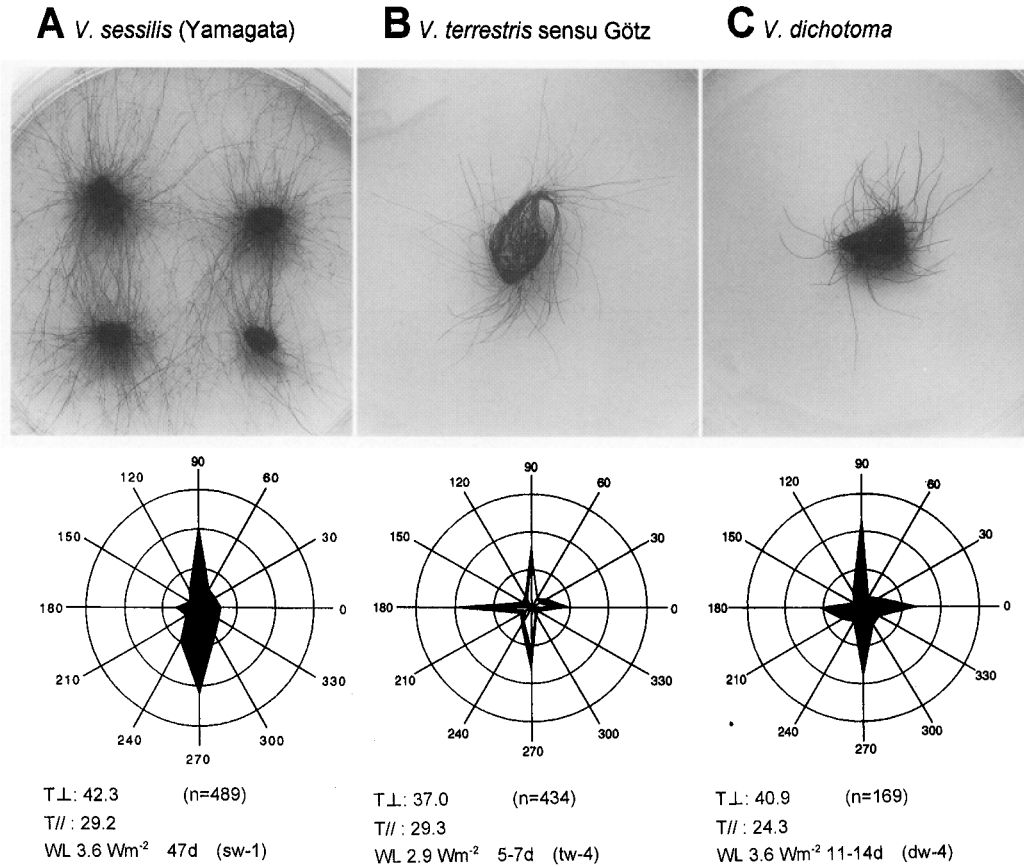 A V. sessilis (Yamagata)
B V. terrestris sensu Götz
C V. dichotoma
90
120 60
150 30
180 0
210 330
240 300
270
90
120 60
150 30
180 0
210 330
240 300
270
90
120 60
150 30
180 0
210 330
240 300
270
T⊥: 42.3 (n=489)
T// : 29.2
WL 3.6 Wm⁻² 47d (sw-1)
T⊥: 37.0 (n=434)
T// : 29.3
WL 2.9 Wm⁻² 5-7d (tw-4)
T⊥: 40.9 (n=169)
T// : 24.3
WL 3.6 Wm⁻² 11-14d (dw-4)